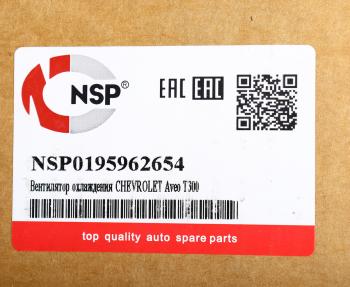 NSP®
EAC EAC
NSP0195962654
Вентилятор охлаждения CHEVROLET Aveo T300
top quality auto spare parts